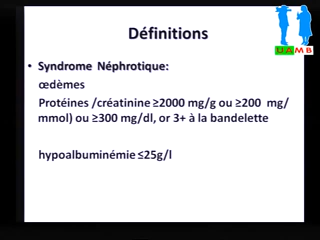 Définitions
UAMB
• Syndrome Néphrotique:
œdèmes
Protéines /créatinine ≥2000 mg/g ou ≥200 mg/
mmol) ou ≥300 mg/dl, or 3+ à la bandelette
hypoalbuminémie ≤25g/l